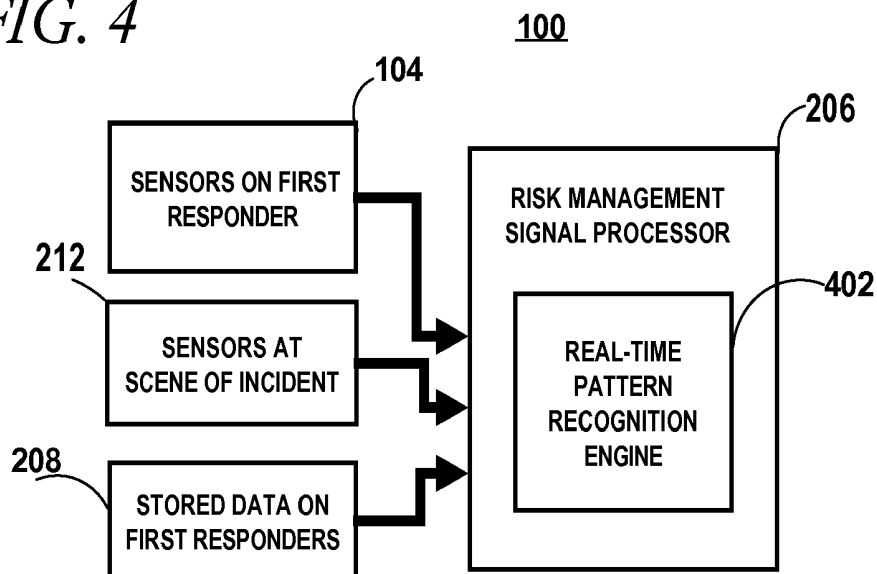 FIG. 4
100
104
SENSORS ON FIRST
RESPONDER
212
SENSORS AT
SCENE OF INCIDENT
208
STORED DATA ON
FIRST RESPONDERS
206
RISK MANAGEMENT
SIGNAL PROCESSOR
402
REAL-TIME
PATTERN
RECOGNITION
ENGINE